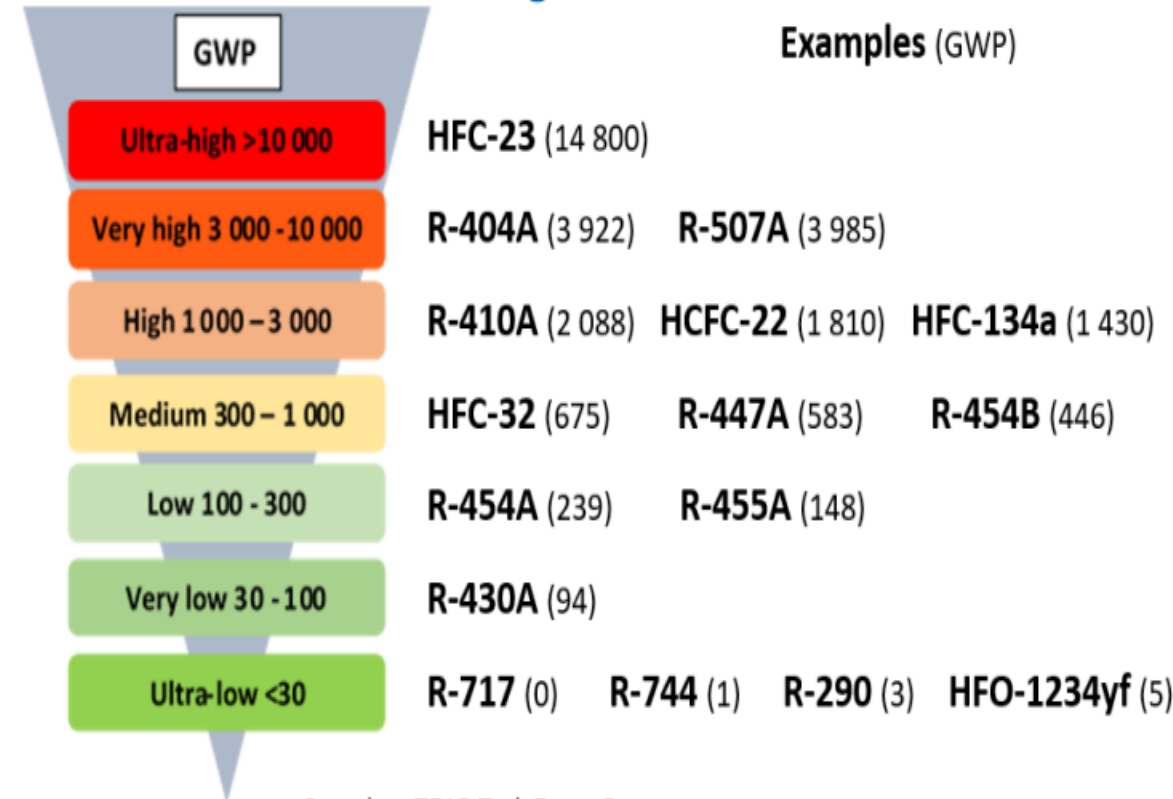 GWP
Examples (GWP)
Ultra-high >10 000
HFC-23 (14 800)
Very high 3 000 -10 000
R-404A (3 922) R-507A (3 985)
High 1 000 – 3 000
R-410A (2 088) HCFC-22 (1 810) HFC-134a (1 430)
Medium 300 – 1 000
HFC-32 (675) R-447A (583) R-454B (446)
Low 100 - 300
R-454A (239) R-455A (148)
Very low 30 -100
R-430A (94)
Ultra-low <30
R-717 (0) R-744 (1) R-290 (3) HFO-1234yf (5)